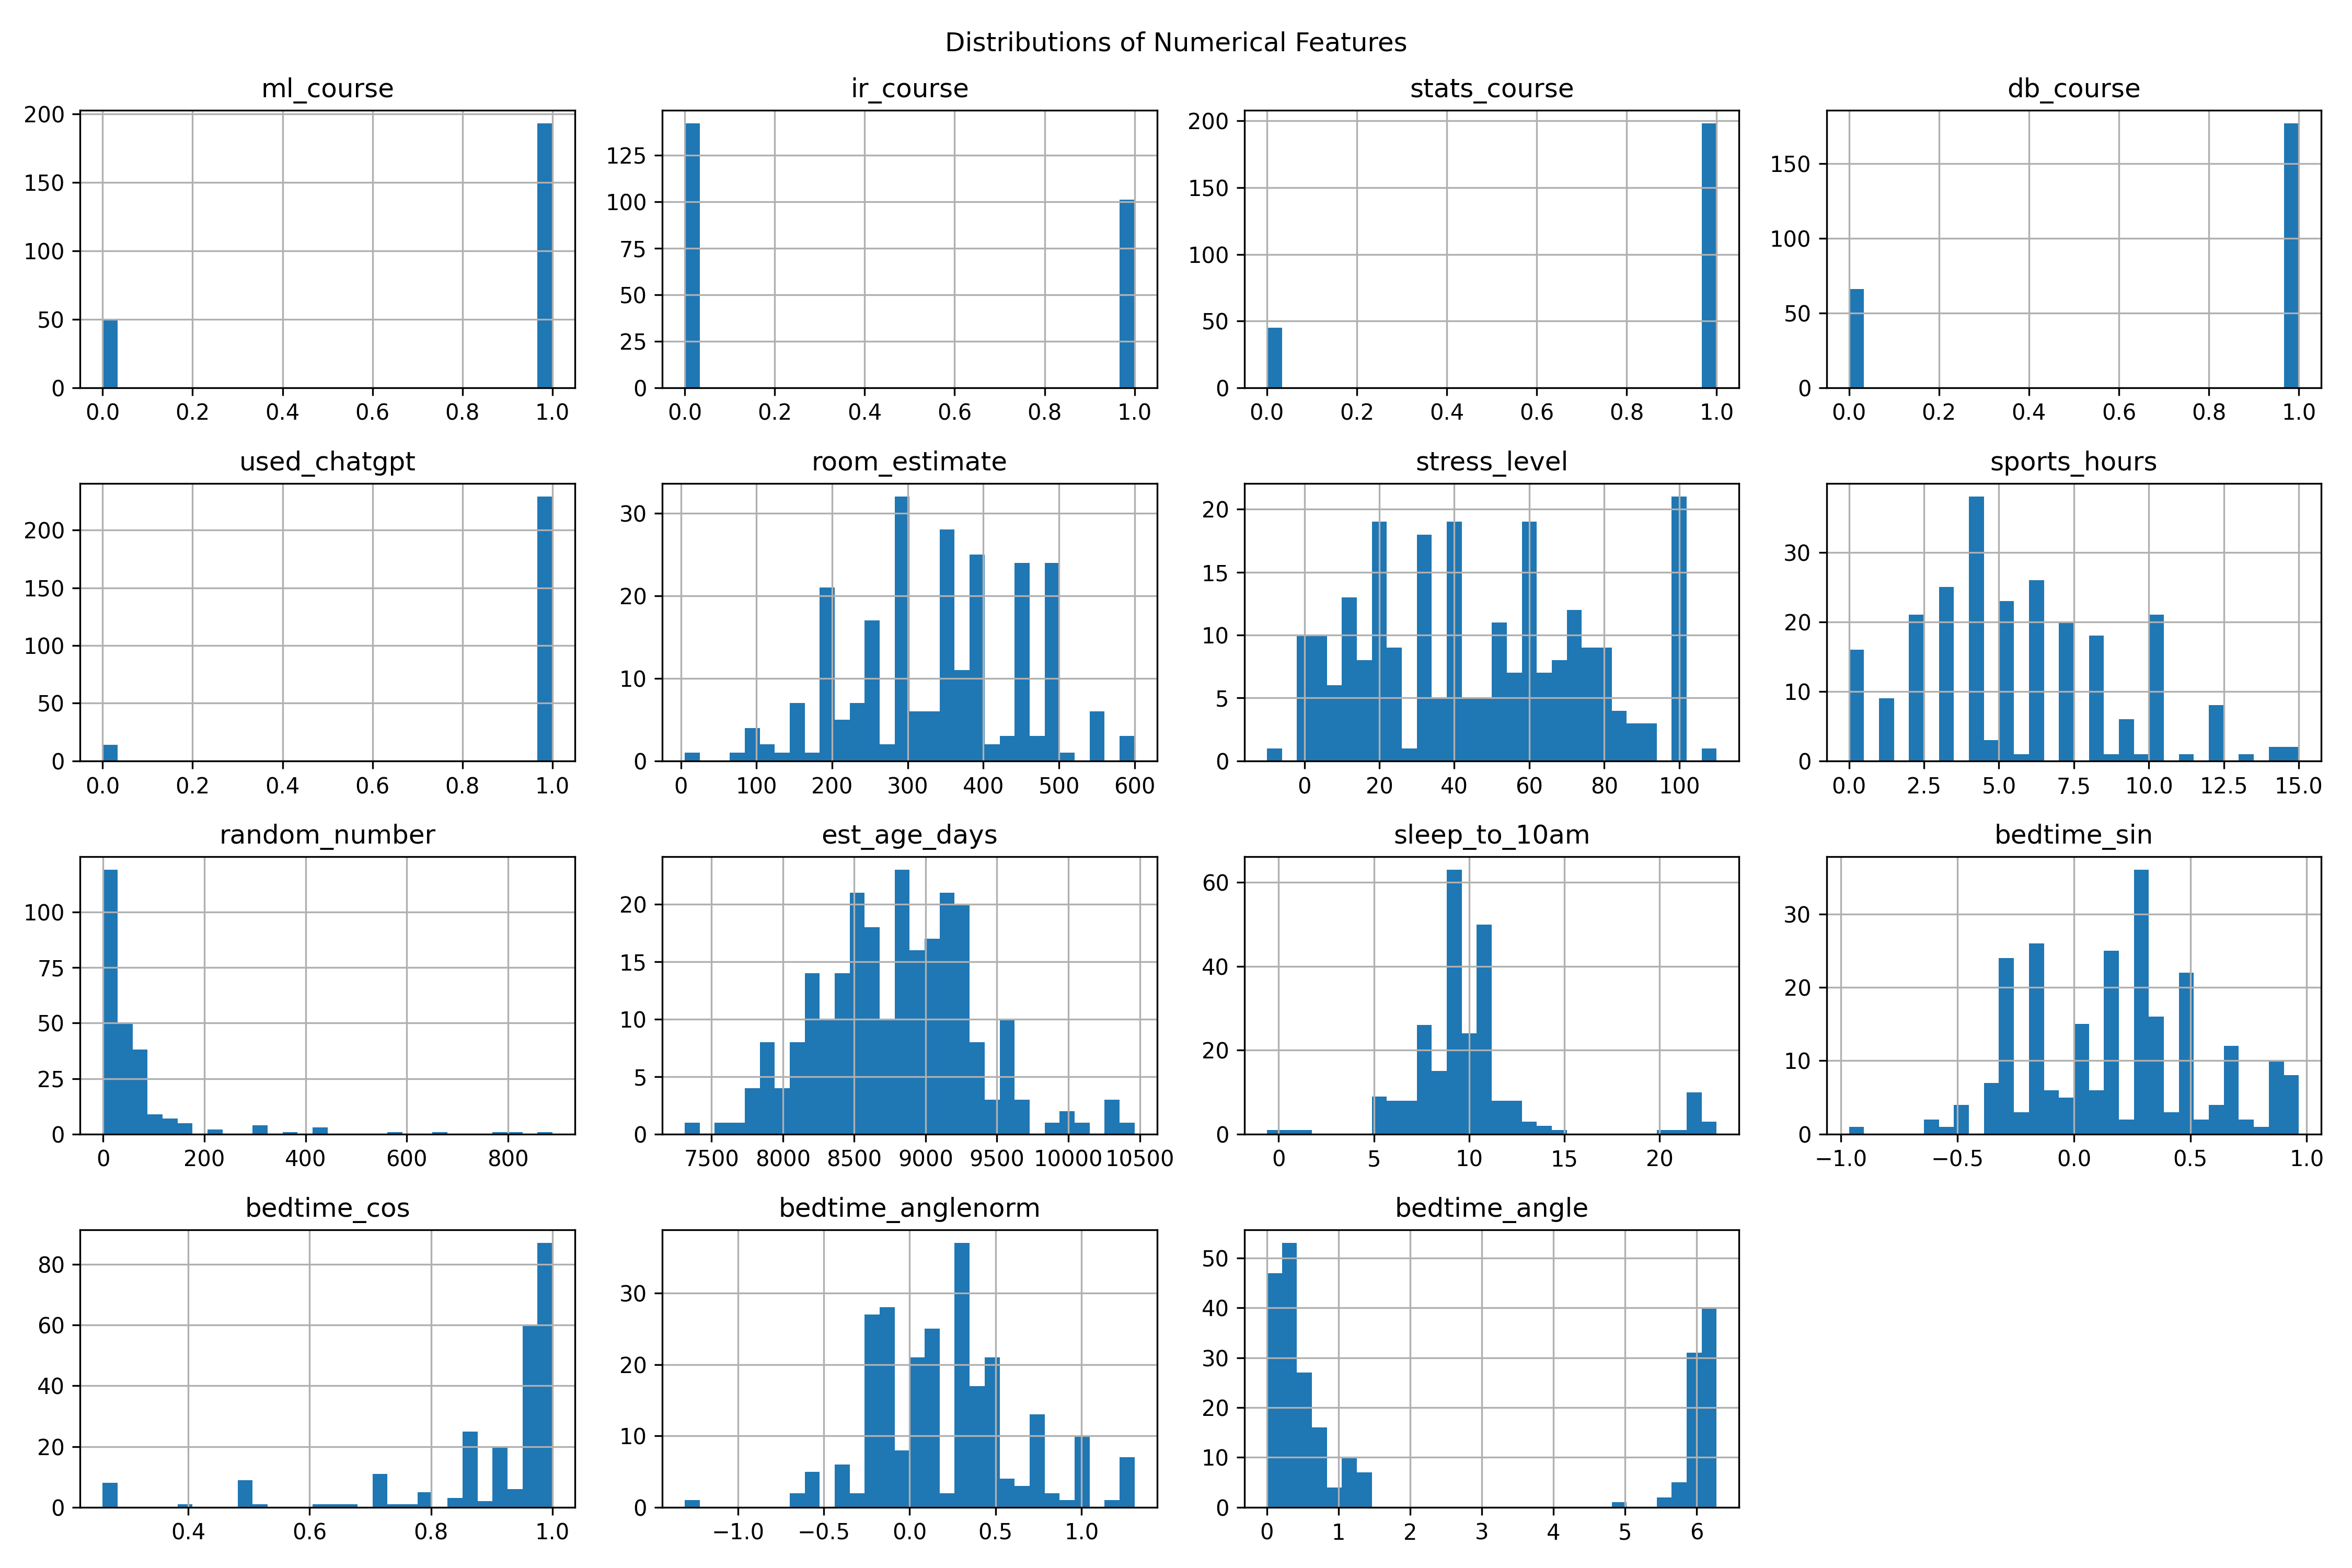 Distributions of Numerical Features
ml_course
ir_course
stats_course
db_course
200
150
100
50
0
0.0 0.2 0.4 0.6 0.8 1.0
125
100
75
50
25
0
0.0 0.2 0.4 0.6 0.8 1.0
200
150
100
50
0
0.0 0.2 0.4 0.6 0.8 1.0
150
100
50
0
0.0 0.2 0.4 0.6 0.8 1.0
used_chatgpt
room_estimate
stress_level
sports_hours
200
150
100
50
0
0.0 0.2 0.4 0.6 0.8 1.0
30
20
10
0
0 100 200 300 400 500 600
20
15
10
5
0
0 20 40 60 80 100
30
20
10
0
0.0 2.5 5.0 7.5 10.0 12.5 15.0
random_number
est_age_days
sleep_to_10am
bedtime_sin
100
75
50
25
0
0 200 400 600 800
20
15
10
5
0
7500 8000 8500 9000 9500 10000 10500
60
40
20
0
0 5 10 15 20
30
20
10
0
−1.0 −0.5 0.0 0.5 1.0
bedtime_cos
bedtime_anglenorm
bedtime_angle
80
60
40
20
0
0.4 0.6 0.8 1.0
30
20
10
0
−1.0 −0.5 0.0 0.5 1.0
50
40
30
20
10
0
0 1 2 3 4 5 6